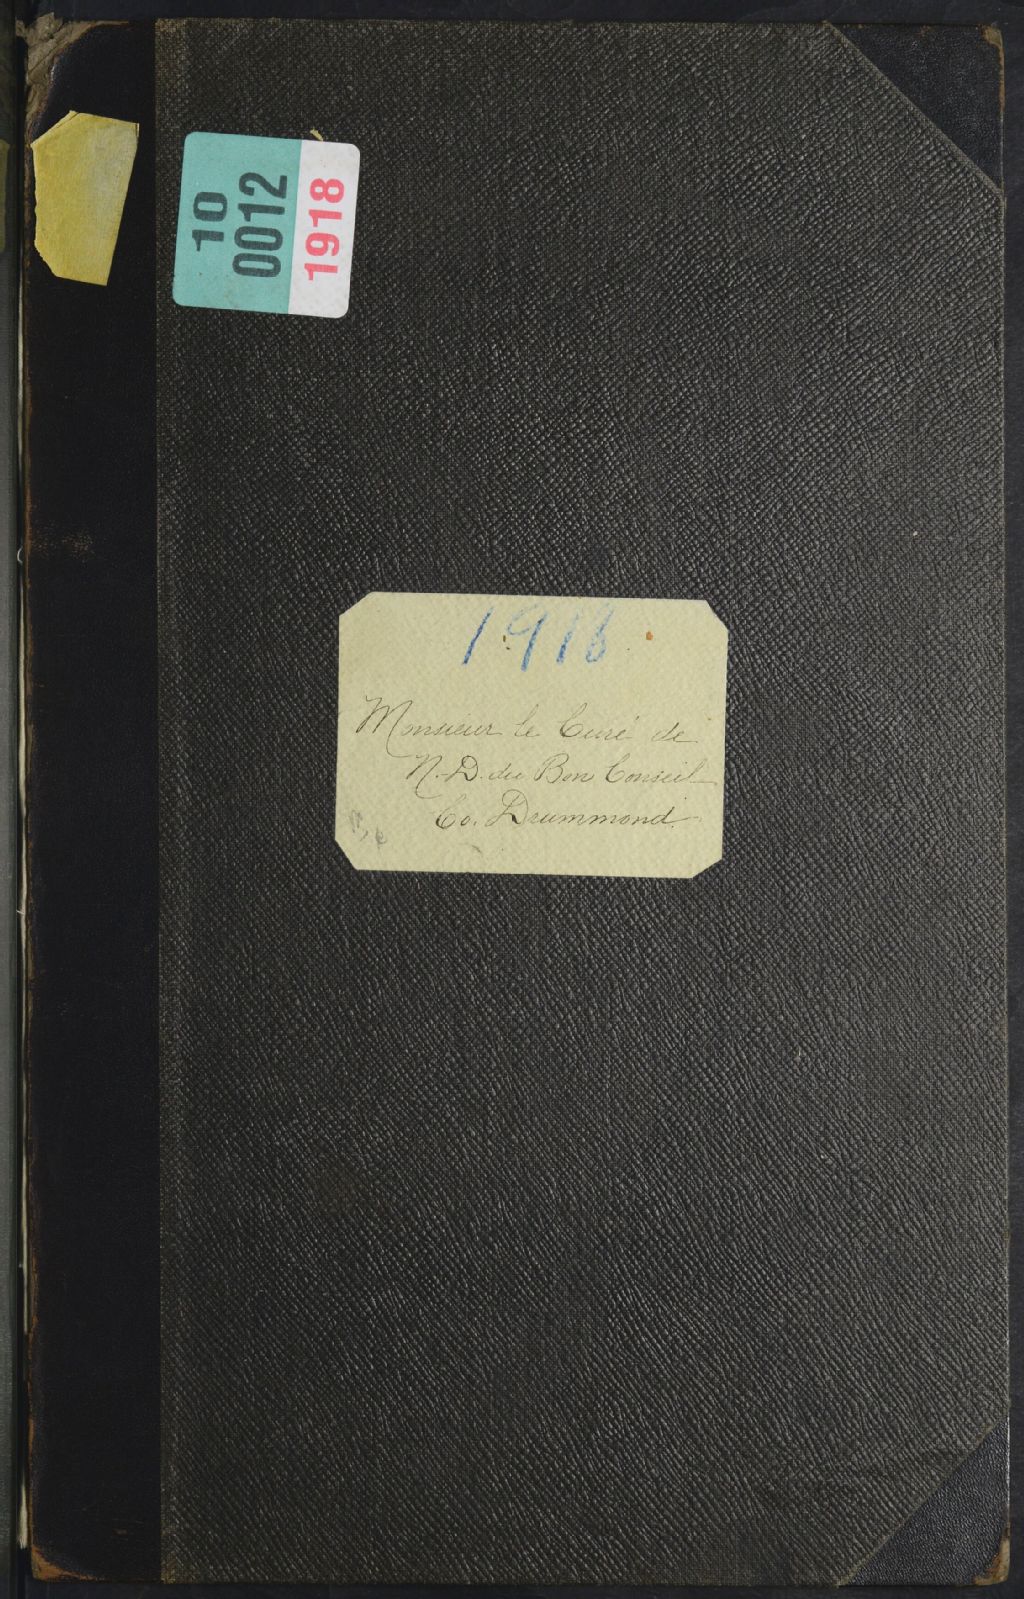 10
0012
1918
1918
Monsieur le Curé de
N.-D. du Bon Conseil
Co. Drummond.